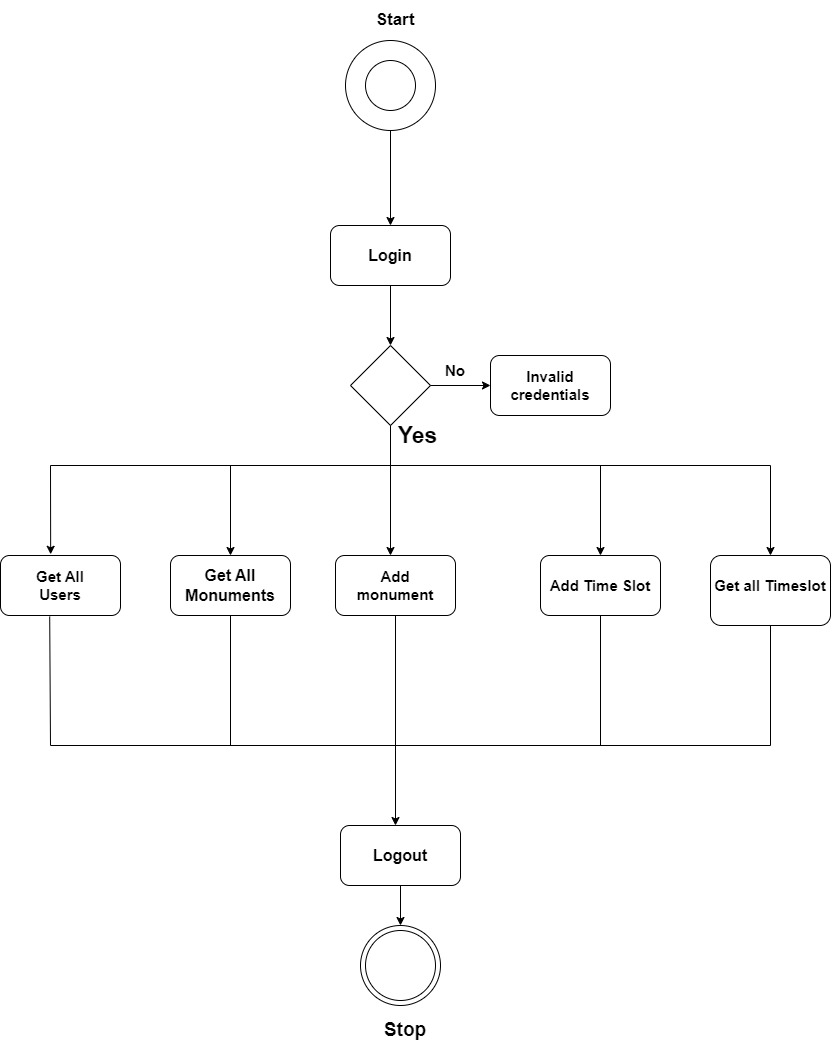 Start
Login
No
Invalid
credentials
Yes
Get All
Users
Get All
Monuments
Add
monument
Add Time Slot
Get all Timeslot
Logout
Stop